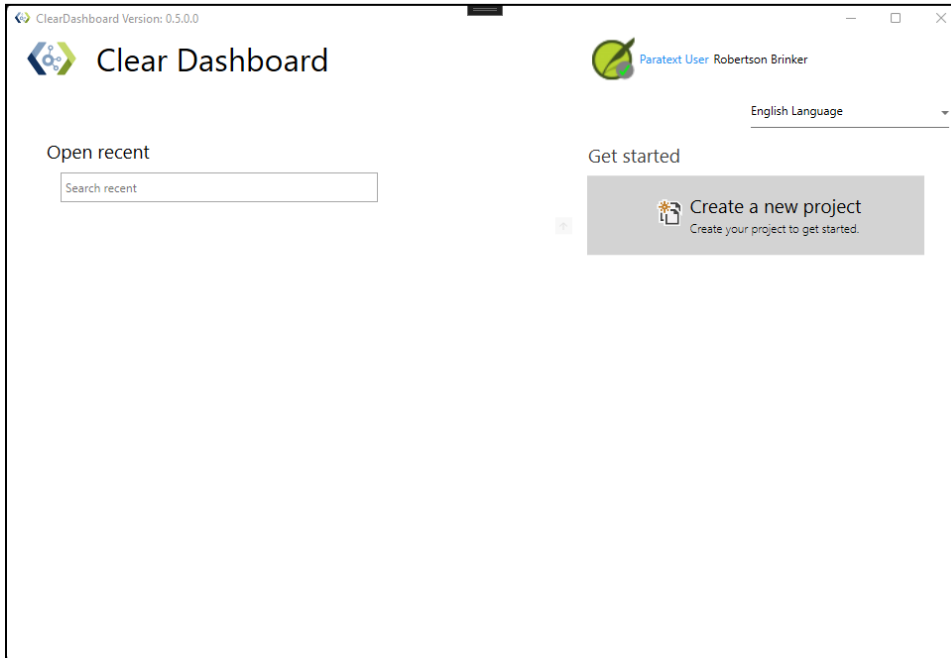 ClearDashboard Version: 0.5.0.0
Clear Dashboard
Paratext User Robertson Brinker
English Language
Open recent
Search recent
Get started
Create a new project
Create your project to get started.